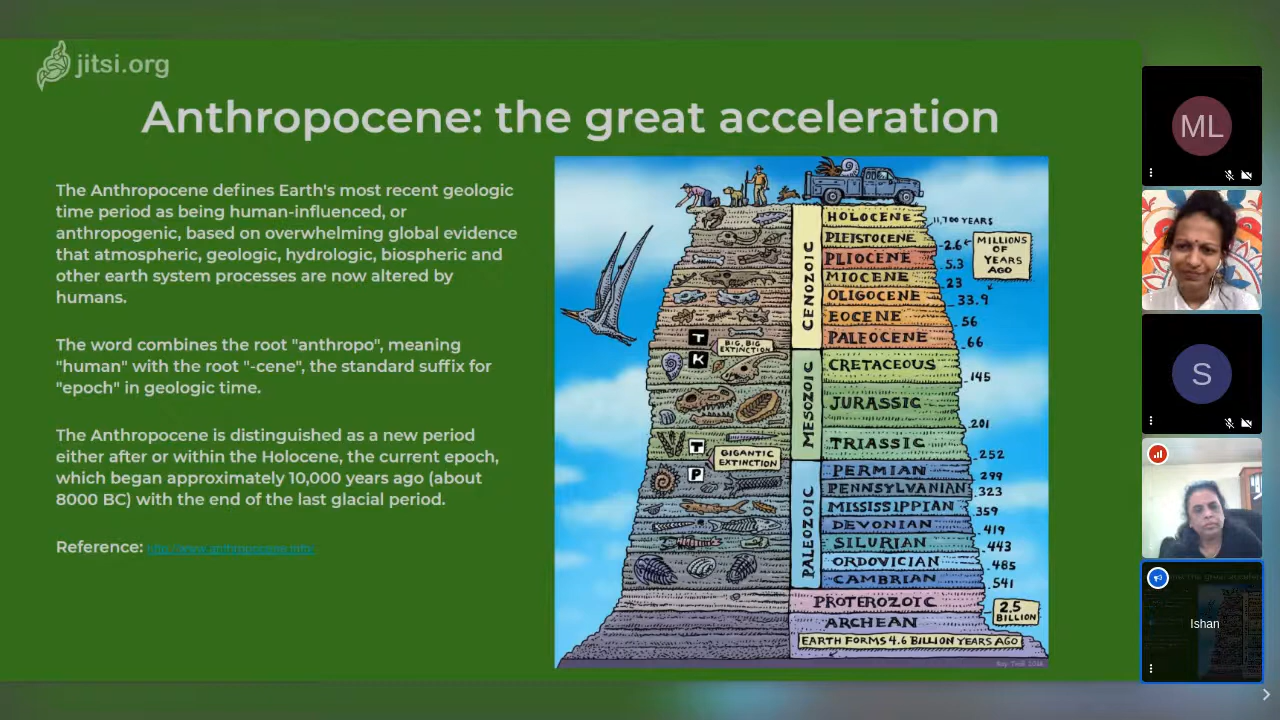 jitsi.org
Anthropocene: the great acceleration
The Anthropocene defines Earth's most recent geologic
time period as being human-influenced, or
anthropogenic, based on overwhelming global evidence
that atmospheric, geologic, hydrologic, biospheric and
other earth system processes are now altered by
humans.
The word combines the root "anthropo", meaning
"human" with the root "-cene", the standard suffix for
"epoch" in geologic time.
The Anthropocene is distinguished as a new period
either after or within the Holocene, the current epoch,
which began approximately 10,000 years ago (about
8000 BC) with the end of the last glacial period.
Reference: http://www.anthropocene.info/
CENOZOIC
HOLOCENE
11,700 YEARS
PLEISTOCENE
2.6
MILLIONS
OF
YEARS
AGO
PLIOCENE
5.3
MIOCENE
23
OLIGOCENE
33.9
EOCENE
56
PALEOCENE
66
T
K
BIG, BIG
EXTINCTION
MESOZOIC
CRETACEOUS
145
JURASSIC
201
TRIASSIC
252
T
P
GIGANTIC
EXTINCTION
PALEOZOIC
PERMIAN
299
PENNSYLVANIAN
323
MISSISSIPPIAN
359
DEVONIAN
419
SILURIAN
443
ORDOVICIAN
485
CAMBRIAN
541
PROTEROZOIC
2.5
BILLION
ARCHEAN
EARTH FORMS 4.6 BILLION YEARS AGO
ML
S
Ishan